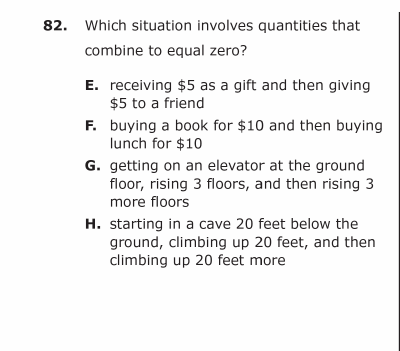 82. Which situation involves quantities that
combine to equal zero?
E. receiving $5 as a gift and then giving
$5 to a friend
F. buying a book for $10 and then buying
lunch for $10
G. getting on an elevator at the ground
floor, rising 3 floors, and then rising 3
more floors
H. starting in a cave 20 feet below the
ground, climbing up 20 feet, and then
climbing up 20 feet more